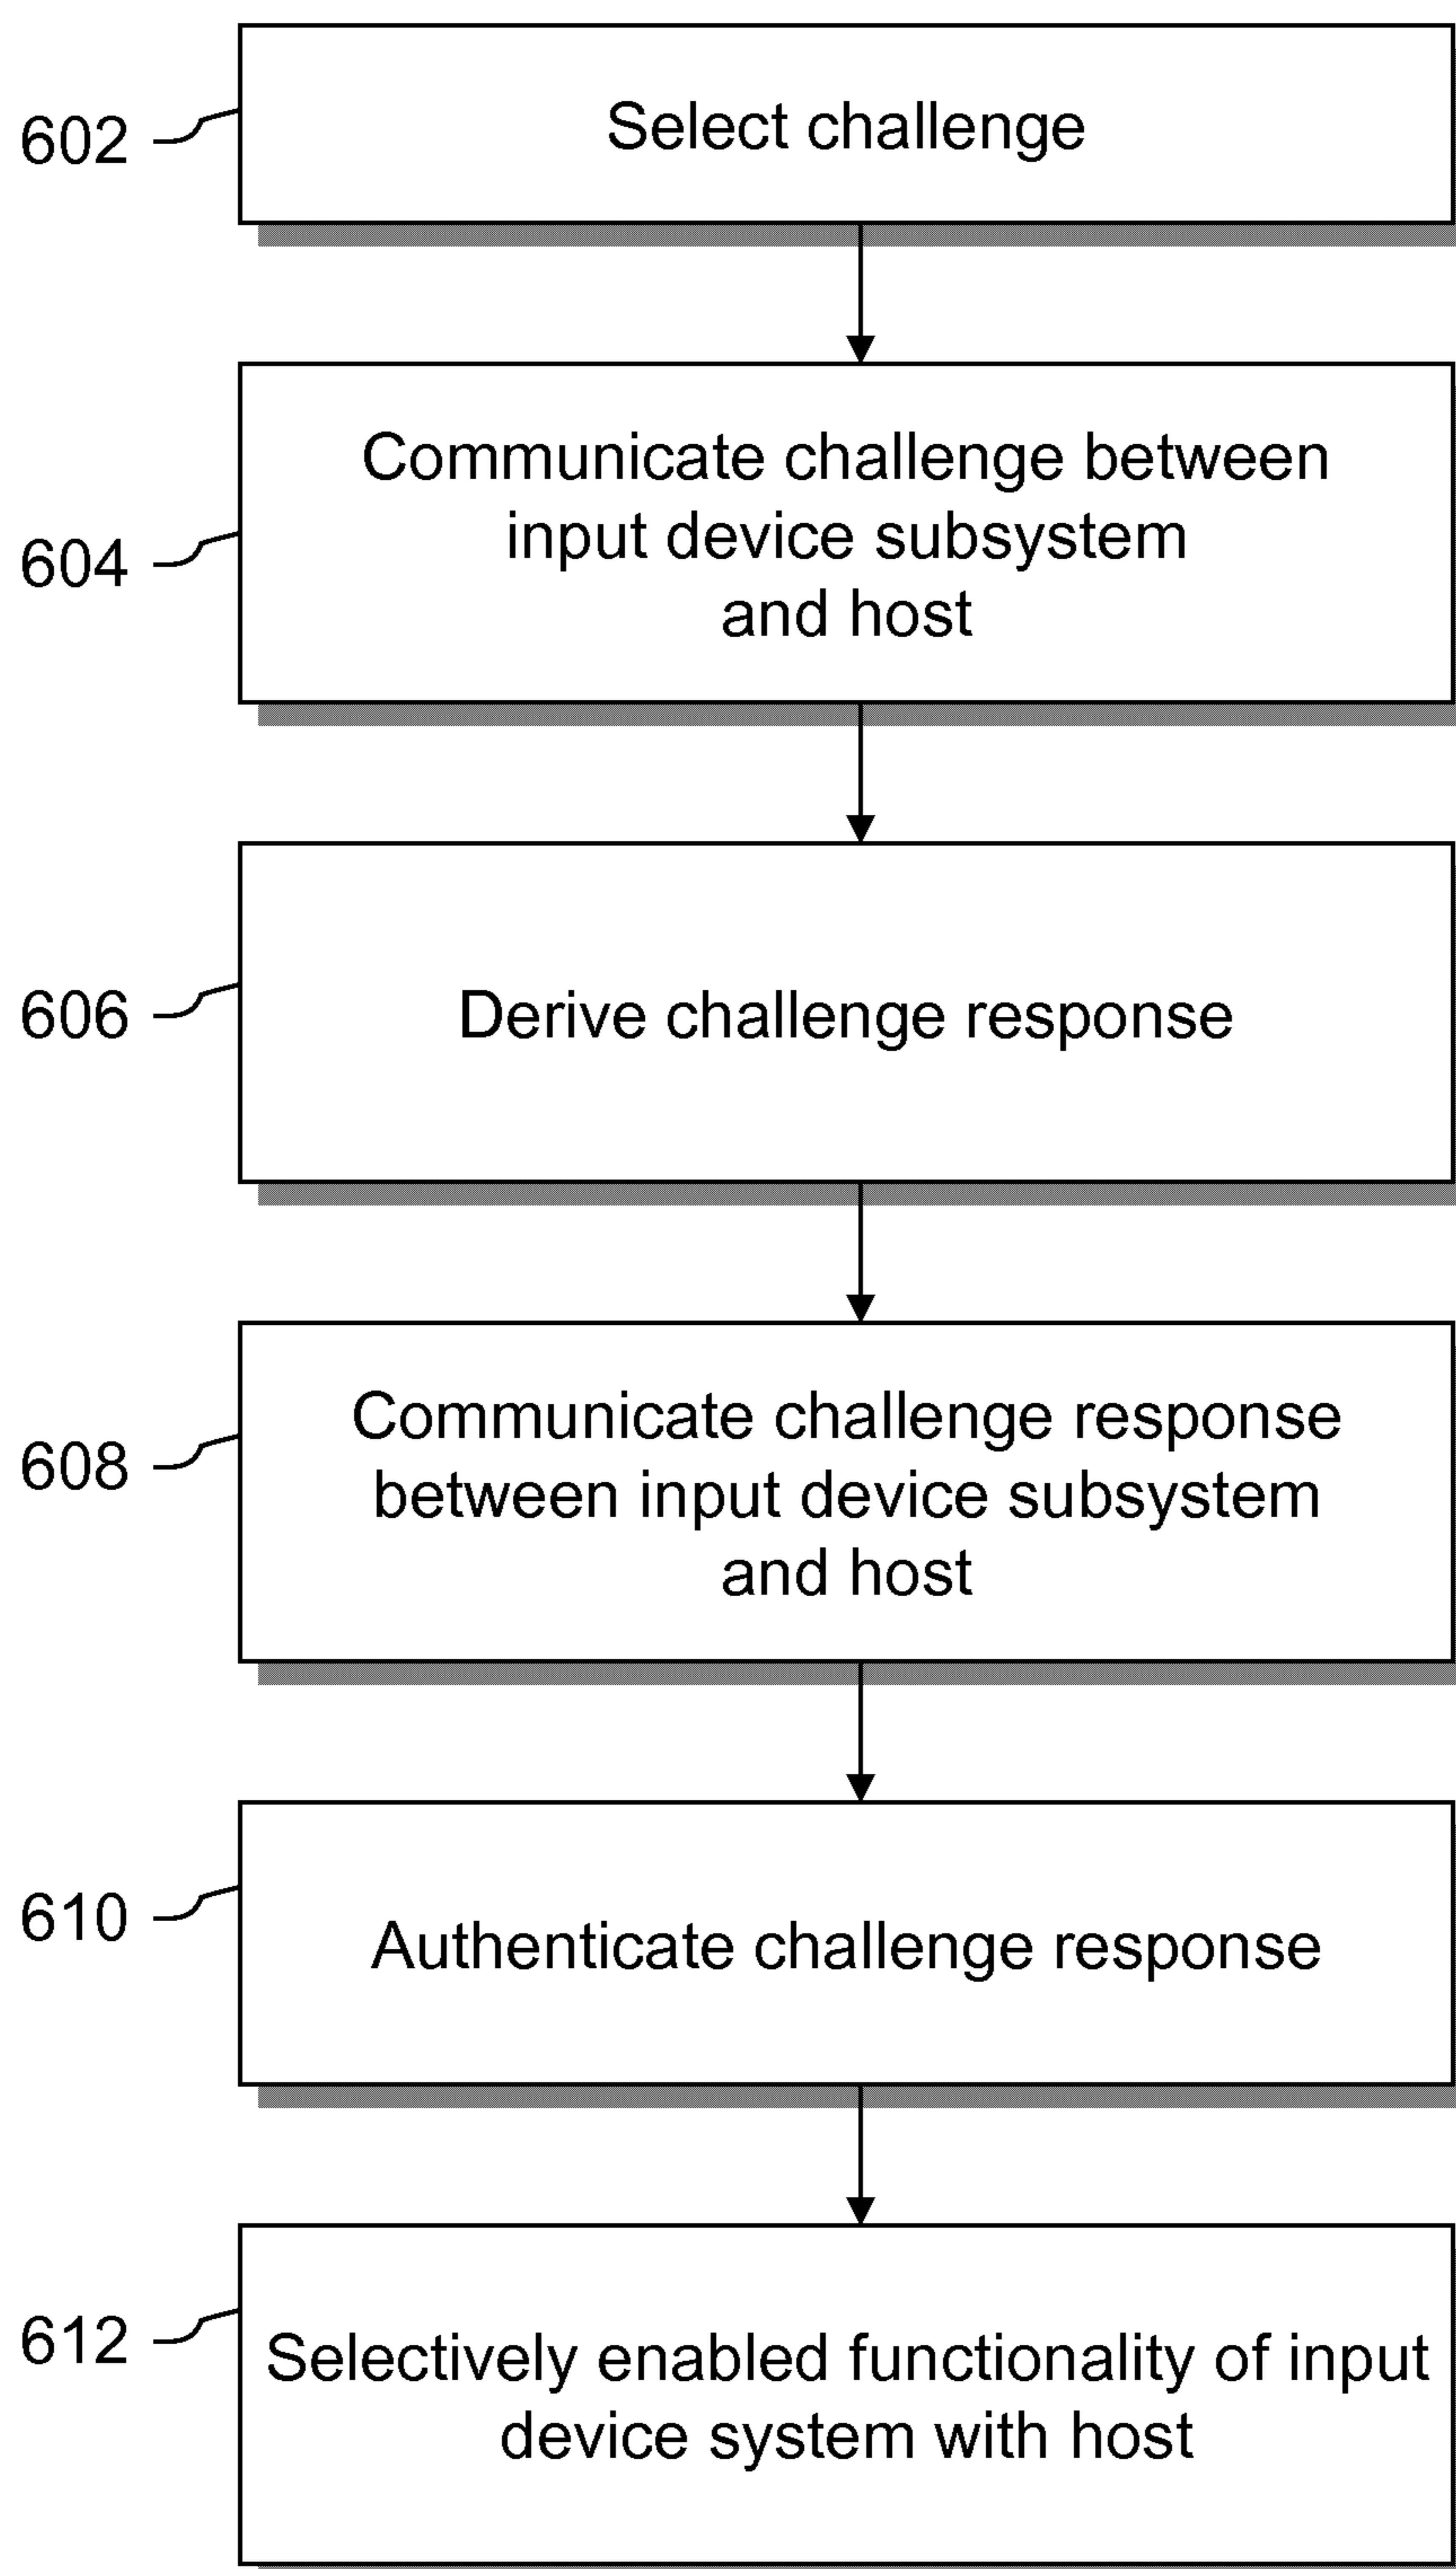 602
Select challenge
604
Communicate challenge between
input device subsystem
and host
606
Derive challenge response
608
Communicate challenge response
between input device subsystem
and host
610
Authenticate challenge response
612
Selectively enabled functionality of input
device system with host